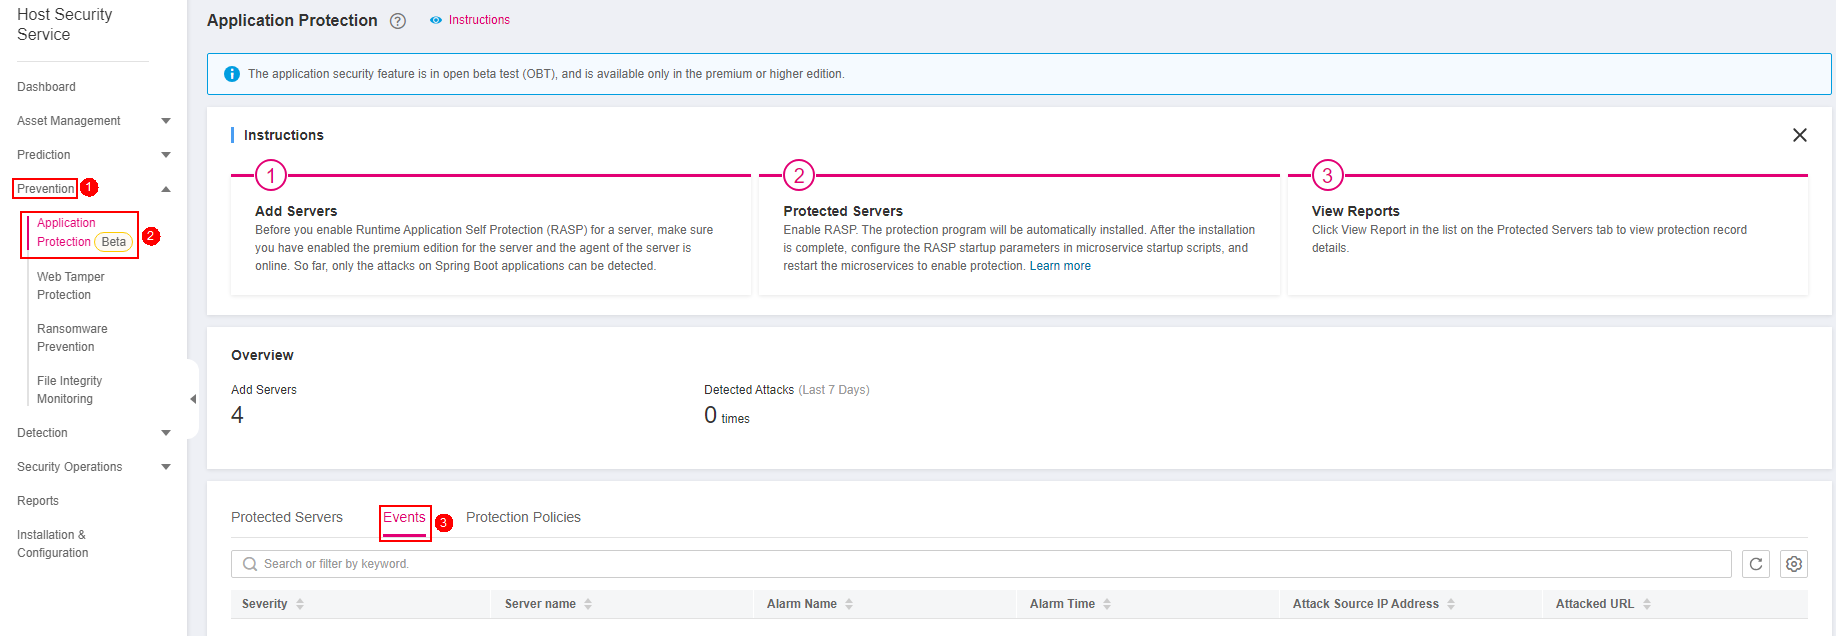 Host Security
Service
Dashboard
Asset Management
Prediction
Prevention 1
Application
Protection Beta 2
Web Tamper
Protection
Ransomware
Prevention
File Integrity
Monitoring
Detection
Security Operations
Reports
Installation &
Configuration
Application Protection ? Instructions
The application security feature is in open beta test (OBT), and is available only in the premium or higher edition.
Instructions
1
Add Servers
Before you enable Runtime Application Self Protection (RASP) for a server, make sure
you have enabled the premium edition for the server and the agent of the server is
online. So far, only the attacks on Spring Boot applications can be detected.
2
Protected Servers
Enable RASP. The protection program will be automatically installed. After the installation
is complete, configure the RASP startup parameters in microservice startup scripts, and
restart the microservices to enable protection. Learn more
3
View Reports
Click View Report in the list on the Protected Servers tab to view protection record
details.
Overview
Add Servers
4
Detected Attacks (Last 7 Days)
0 times
Protected Servers Events 3 Protection Policies
Search or filter by keyword.
Severity Server name Alarm Name Alarm Time Attack Source IP Address Attacked URL